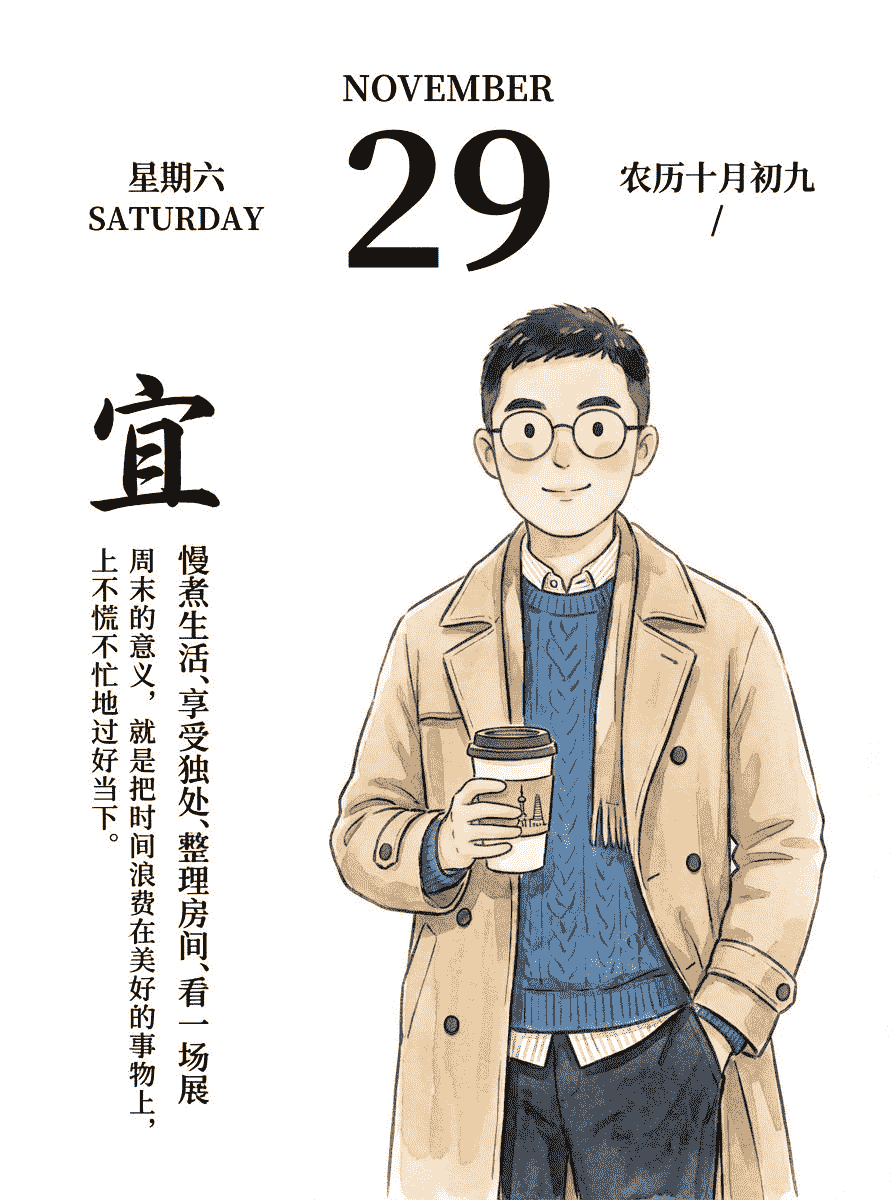 NOVEMBER
29
星期六
SATURDAY
农历十月初九
/
宜
慢煮生活、享受独处、整理房间、看一场展
周末的意义，就是把时间浪费在美好的事物上，
上不慌不忙地过好当下。